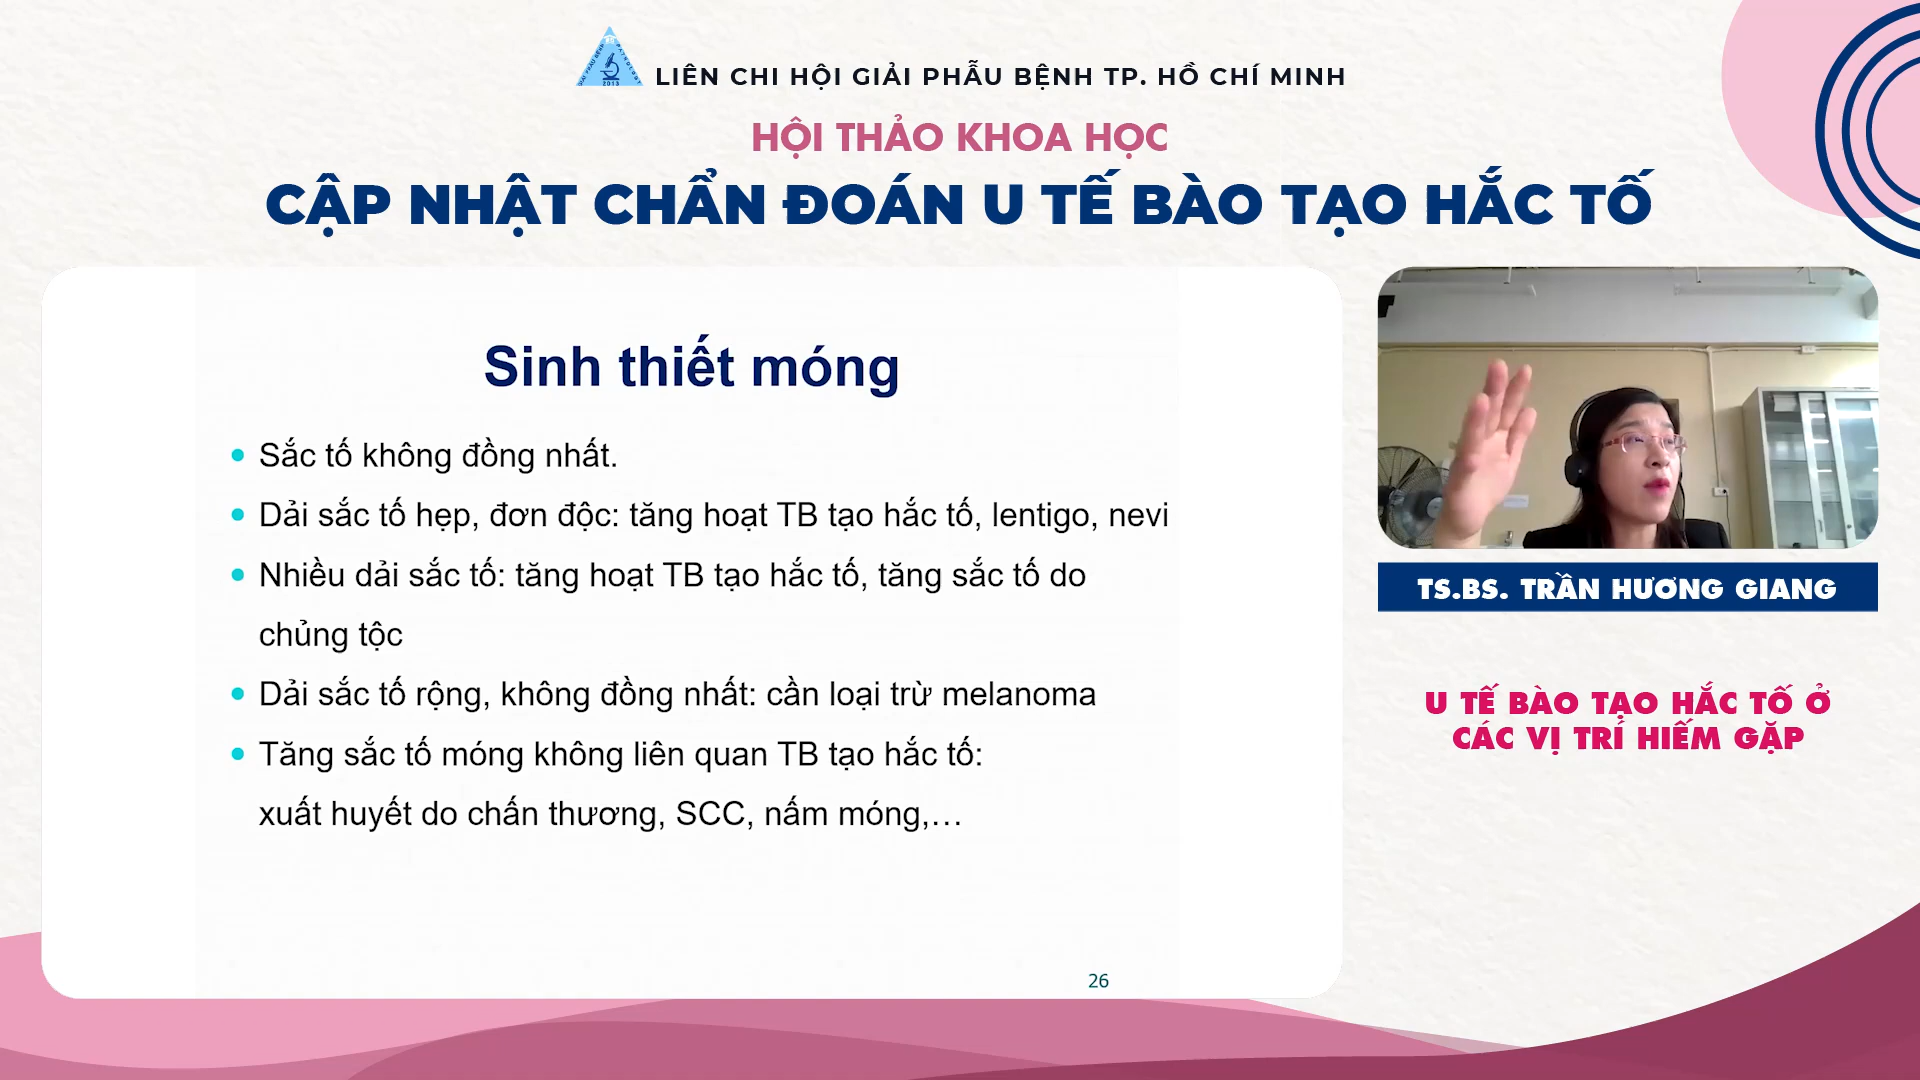 2013
LIÊN CHI HỘI GIẢI PHẪU BỆNH TP. HỒ CHÍ MINH
HỘI THẢO KHOA HỌC
CẬP NHẬT CHẨN ĐOÁN U TẾ BÀO TẠO HẮC TỐ
Sinh thiết móng
Sắc tố không đồng nhất.
Dải sắc tố hẹp, đơn độc: tăng hoạt TB tạo hắc tố, lentigo, nevi
Nhiều dải sắc tố: tăng hoạt TB tạo hắc tố, tăng sắc tố do
chủng tộc
Dải sắc tố rộng, không đồng nhất: cần loại trừ melanoma
Tăng sắc tố móng không liên quan TB tạo hắc tố:
xuất huyết do chấn thương, SCC, nấm móng,…
26
TS.BS. TRẦN HƯƠNG GIANG
U TẾ BÀO TẠO HẮC TỐ Ở
CÁC VỊ TRÍ HIẾM GẶP